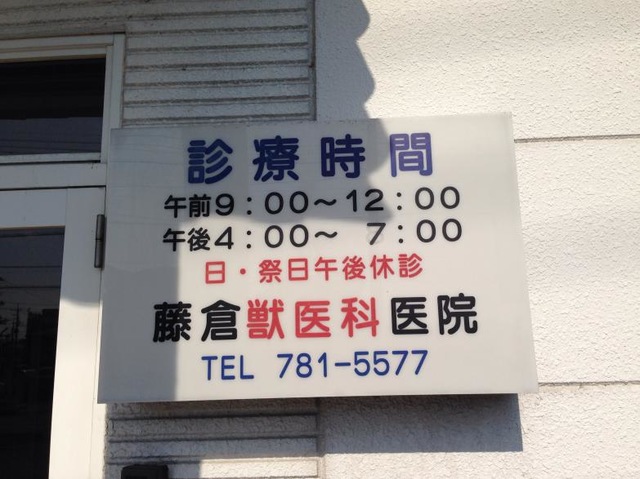 診療時間
午前9：00～12：00
午後4：00～ 7：00
日・祭日午後休診
藤倉獣医科医院
TEL 781-5577